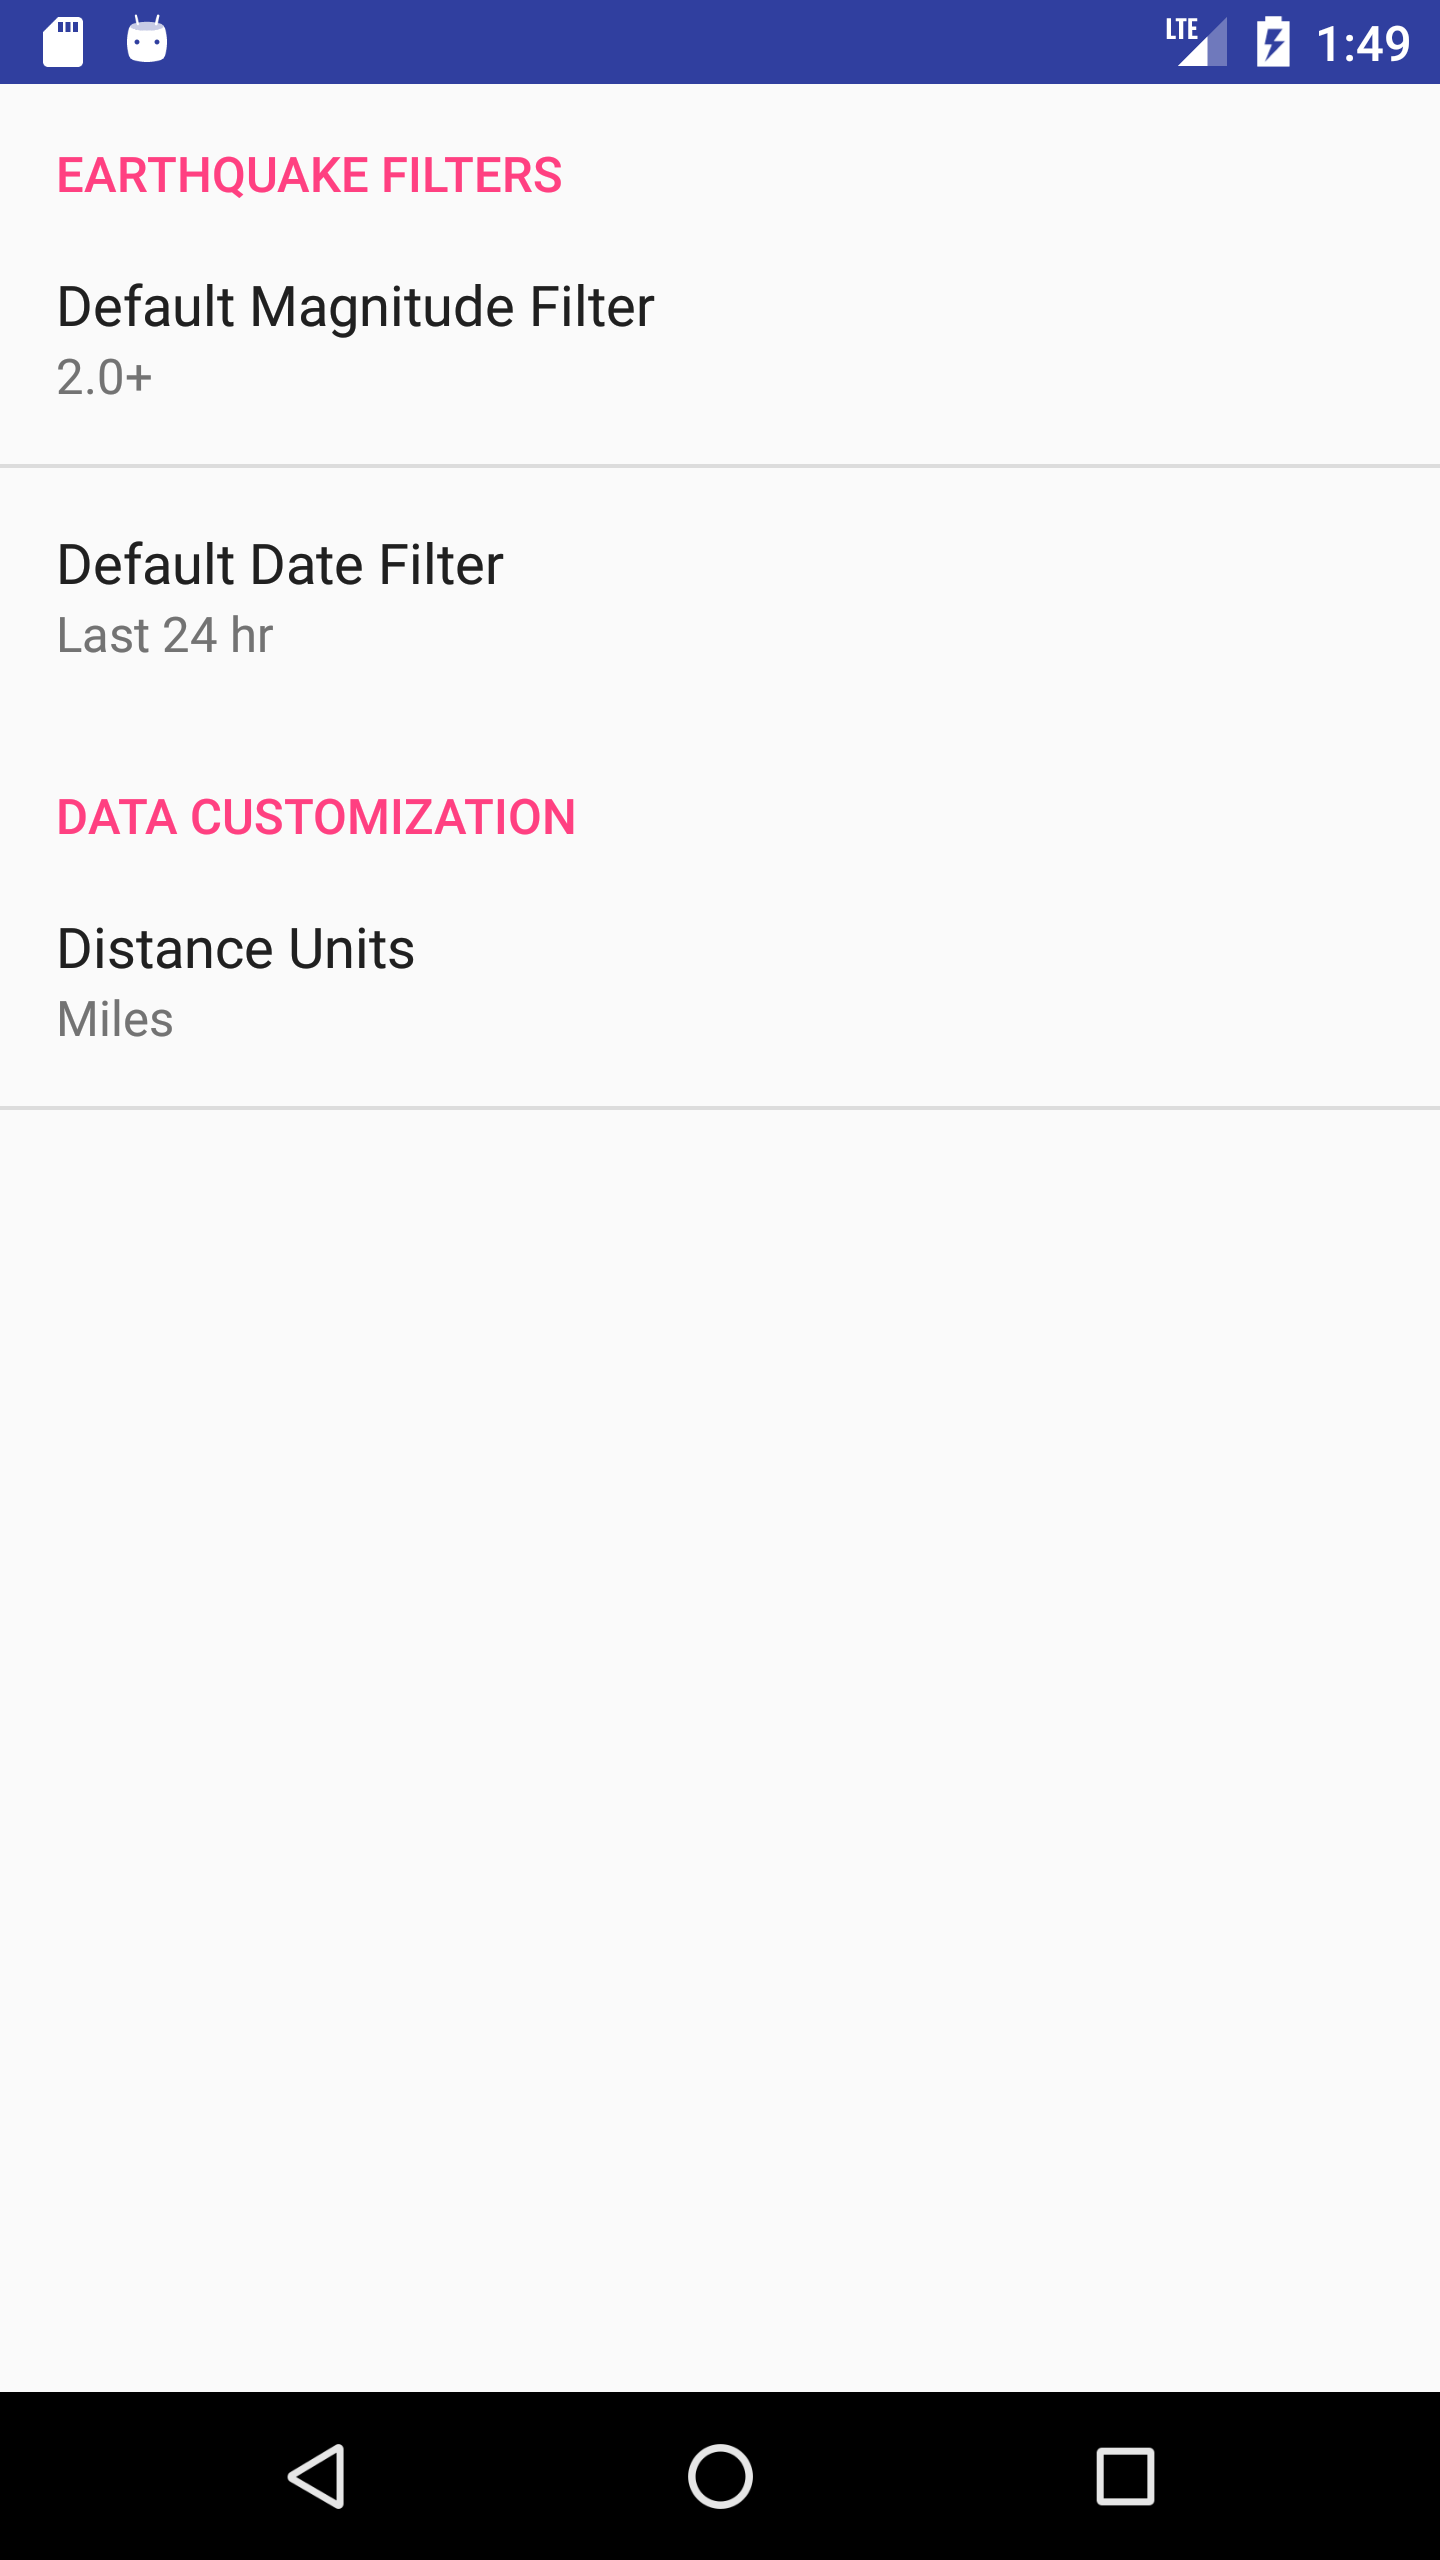 LTE 1:49
EARTHQUAKE FILTERS
Default Magnitude Filter
2.0+
Default Date Filter
Last 24 hr
DATA CUSTOMIZATION
Distance Units
Miles